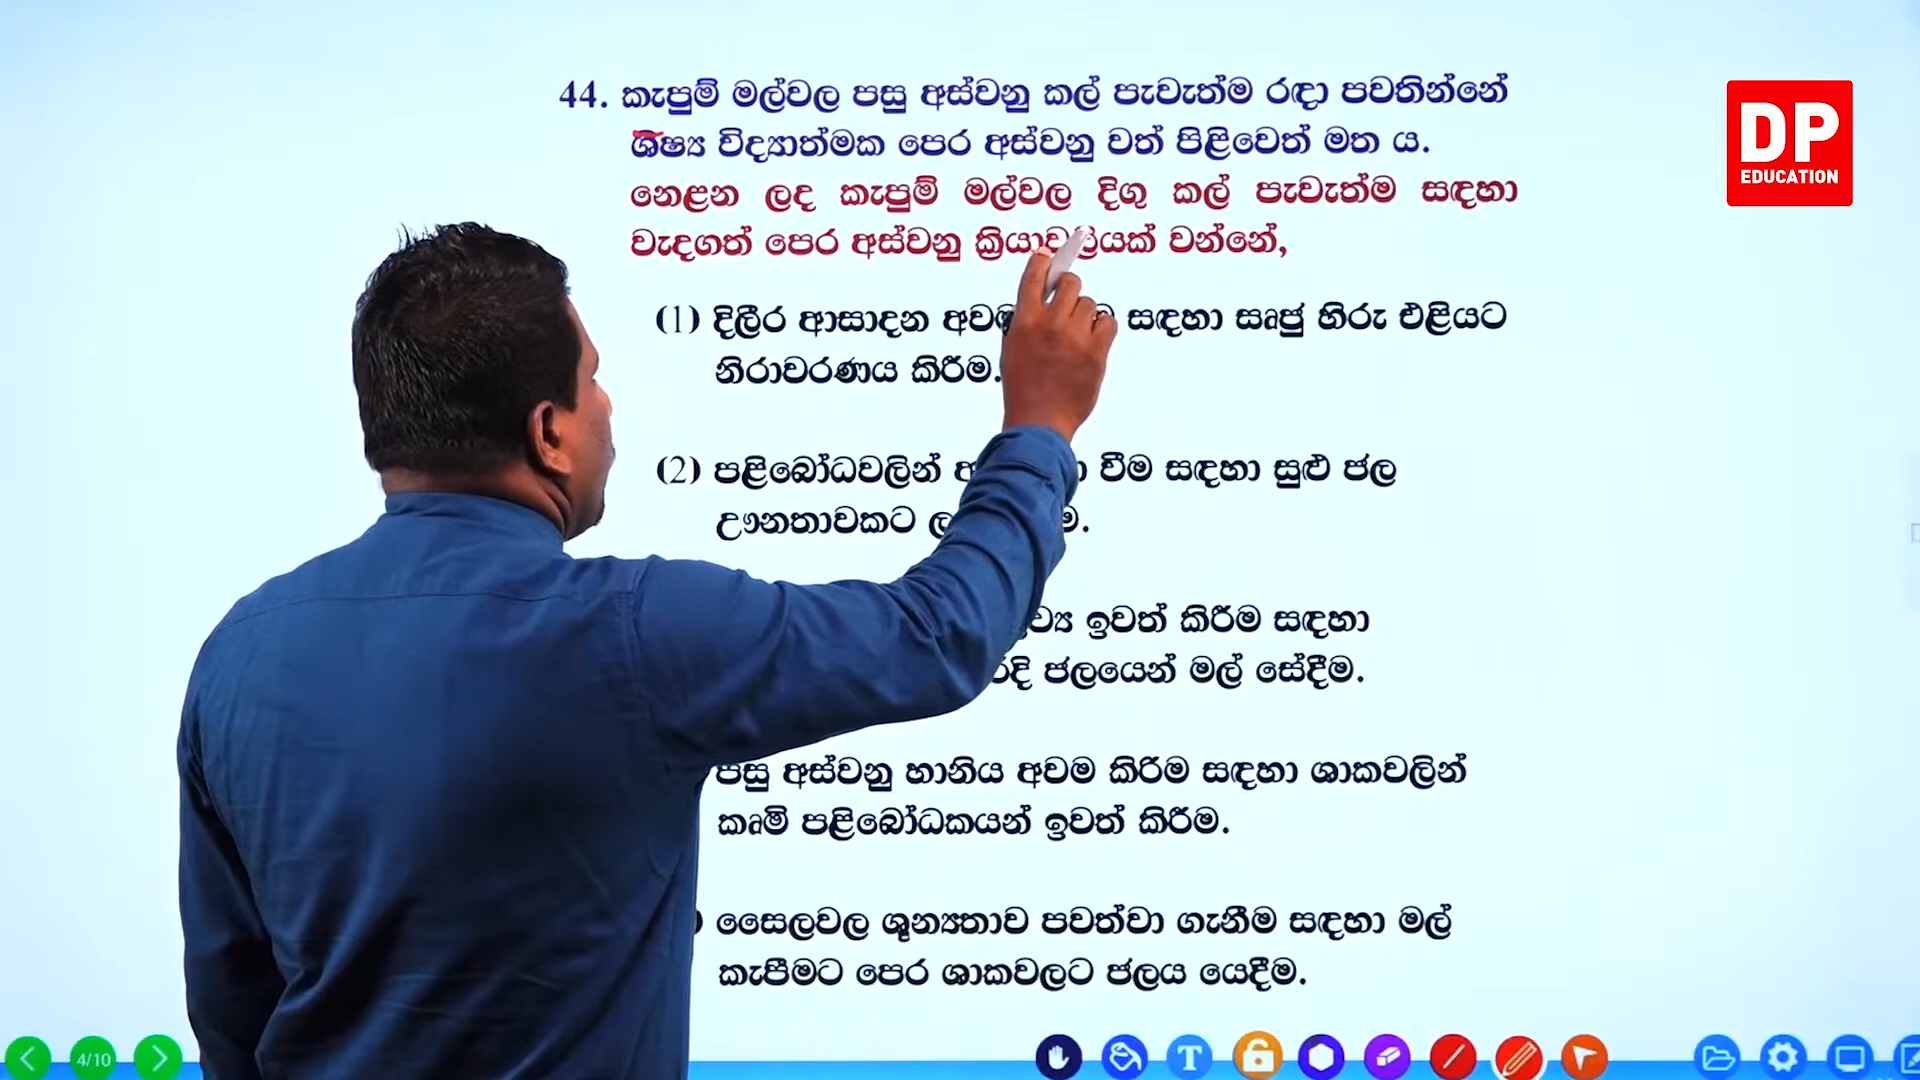 44. කැපුම් මල්වල පසු අස්වනු කල් පැවැත්ම රඳා පවතින්නේ
ශිෂ්‍ය විද්‍යාත්මක පෙර අස්වනු වත් පිළිවෙත් මත ය.
නෙළන ලද කැපුම් මල්වල දිගු කල් පැවැත්ම සඳහා
වැදගත් පෙර අස්වනු ක්‍රියාවලියක් වන්නේ,
(1) දිලීර ආසාදන සඳහා සෘජු හිරු එළියට
නිරාවරණය කිරීම.
(2) පළිබෝධවලින් වීම සඳහා සුළු ජල
ඌනතාවකට
ඉවත් කිරීම සඳහා
ජලයෙන් මල් සේදීම.
පසු අස්වනු හානිය අවම කිරීම සඳහා ශාකවලින්
කෘමි පළිබෝධකයන් ඉවත් කිරීම.
සෛලවල ශූන්‍යතාව පවත්වා ගැනීම සඳහා මල්
කැපීමට පෙර ශාකවලට ජලය යෙදීම.
DP
EDUCATION
4/10
T